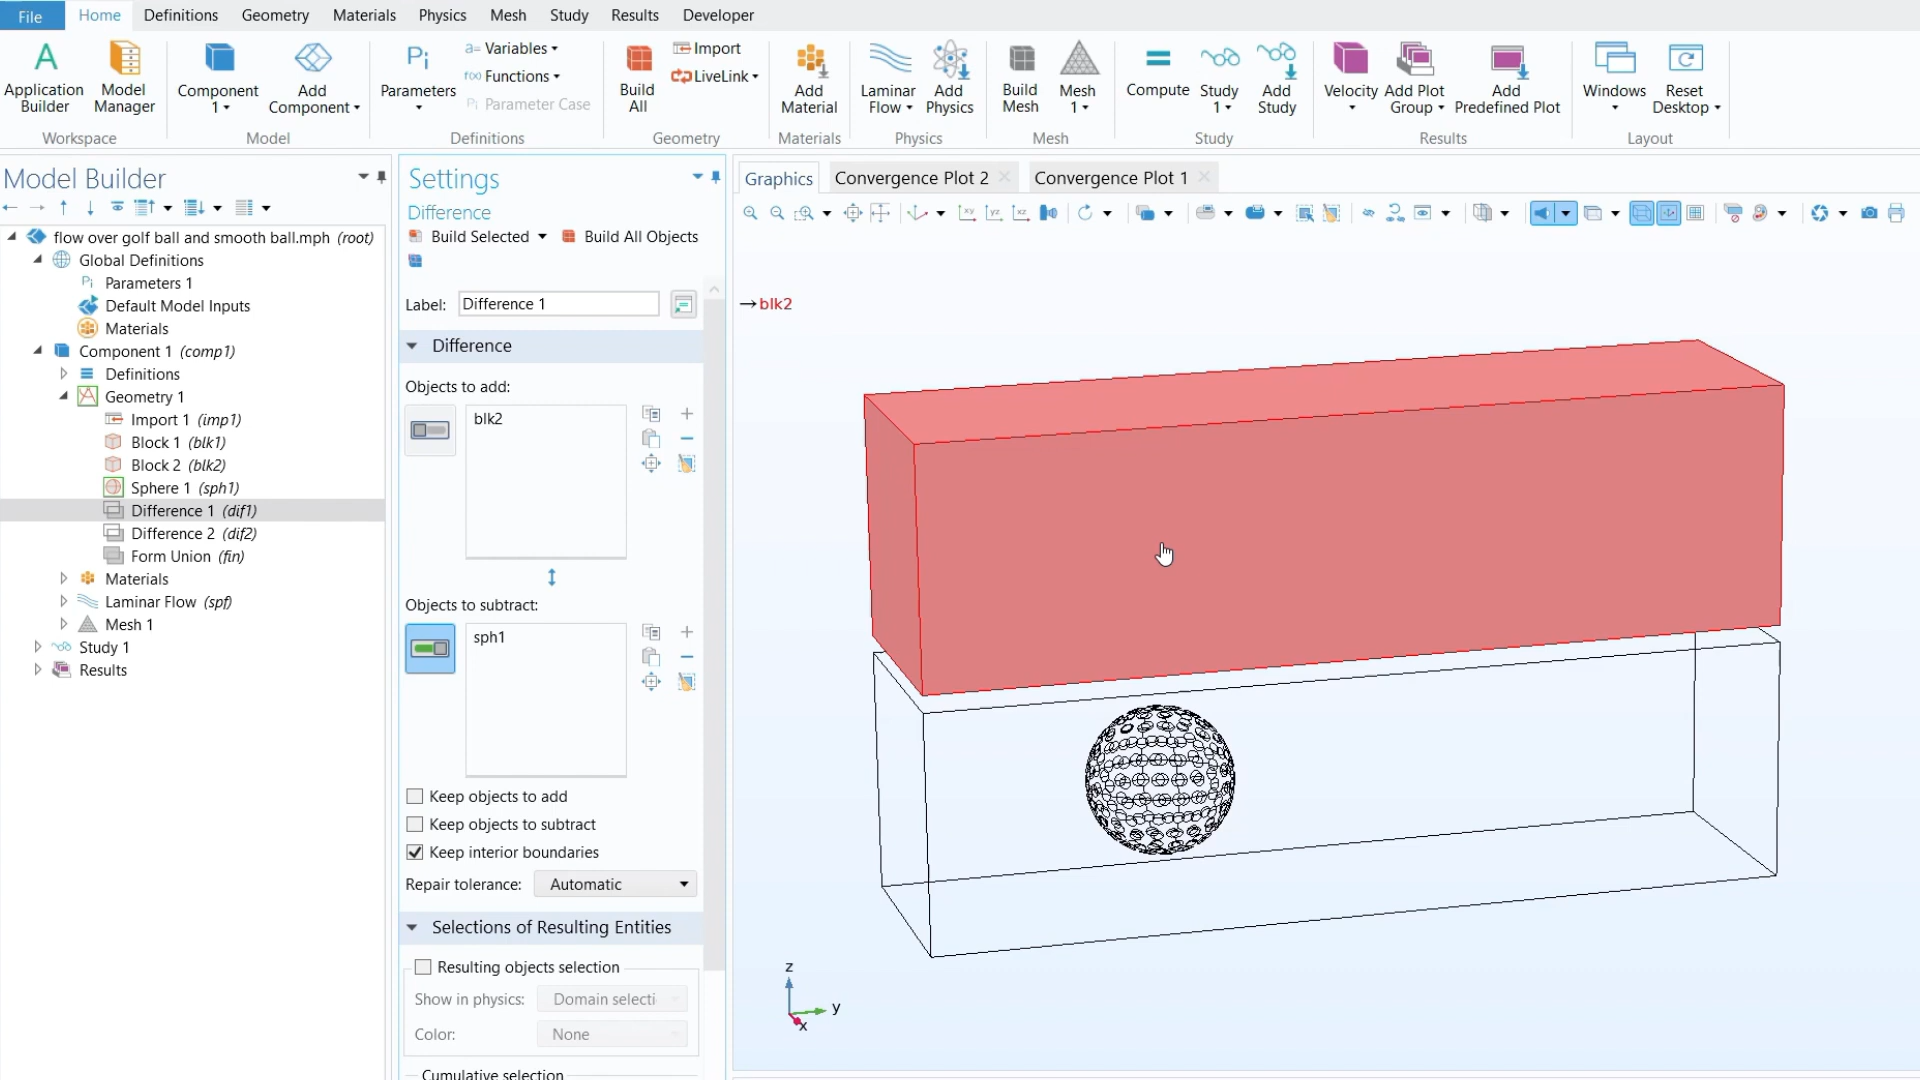 File Home Definitions Geometry Materials Physics Mesh Study Results Developer
Application Builder
Model Manager
Workspace
Component 1
Add Component
Model
Pi
Parameters
a= Variables
f(x) Functions
Pi Parameter Case
Definitions
Build All
Import
LiveLink
Geometry
Add Material
Materials
Laminar Flow
Add Physics
Physics
Build Mesh
Mesh 1
Mesh
Compute
Study 1
Add Study
Study
Velocity
Add Plot Group
Add Predefined Plot
Results
Windows
Reset Desktop
Layout
Model Builder
flow over golf ball and smooth ball.mph (root)
Global Definitions
Pi Parameters 1
Default Model Inputs
Materials
Component 1 (comp1)
Definitions
Geometry 1
Import 1 (imp1)
Block 1 (blk1)
Block 2 (blk2)
Sphere 1 (sph1)
Difference 1 (dif1)
Difference 2 (dif2)
Form Union (fin)
Materials
Laminar Flow (spf)
Mesh 1
Study 1
Results
Settings
Difference
Build Selected Build All Objects
Label: Difference 1
Difference
Objects to add:
blk2
Objects to subtract:
sph1
Keep objects to add
Keep objects to subtract
Keep interior boundaries
Repair tolerance: Automatic
Selections of Resulting Entities
Resulting objects selection
Show in physics: Domain selecti
Color: None
Cumulative selection
Graphics Convergence Plot 2 Convergence Plot 1
xy yz xz
→blk2
z
y
x